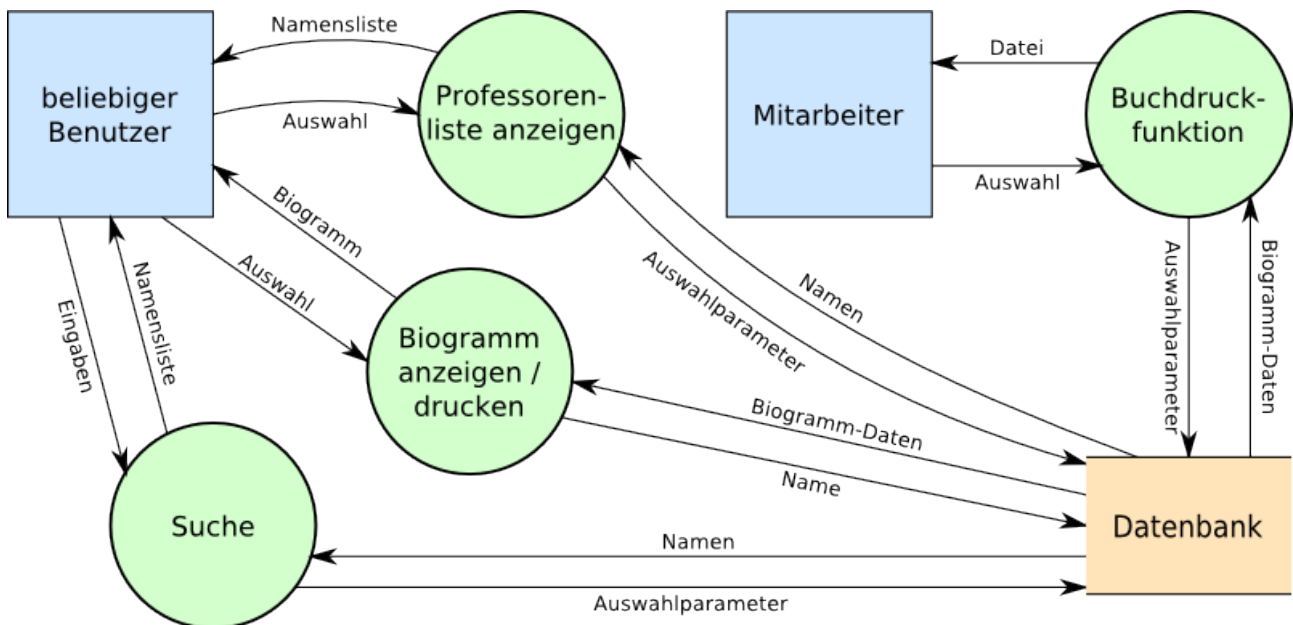 Namensliste
beliebiger
Benutzer
Auswahl
Professoren-
liste anzeigen
Mitarbeiter
Datei
Auswahl
Buchdruck-
funktion
Biogramm
Auswahl
Eingaben
Namensliste
Biogramm
anzeigen /
drucken
Auswahlparameter
Namen
Auswahlparameter
Biogramm-Daten
Biogramm-Daten
Name
Suche
Namen
Auswahlparameter
Datenbank